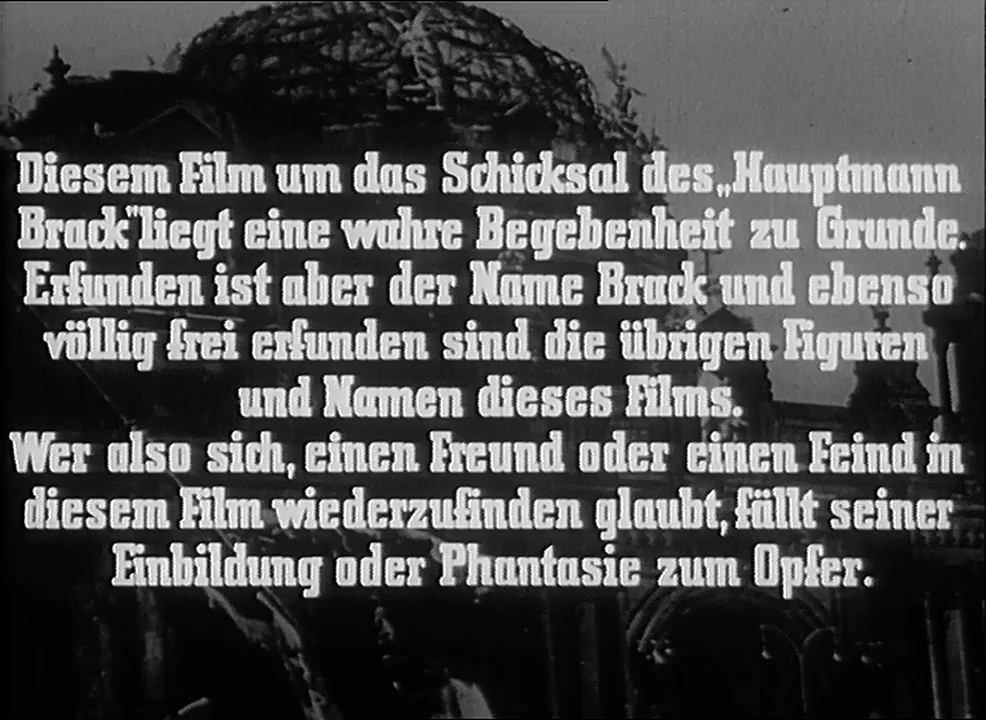 Diesem Film um das Schicksal des „Hauptmann
Brack" liegt eine wahre Begebenheit zu Grunde.
Erfunden ist aber der Name Brack und ebenso
völlig frei erfunden sind die übrigen Figuren
und Namen dieses Films.
Wer also sich, einen Freund oder einen Feind in
diesem Film wiederzufinden glaubt, fällt seiner
Einbildung oder Phantasie zum Opfer.